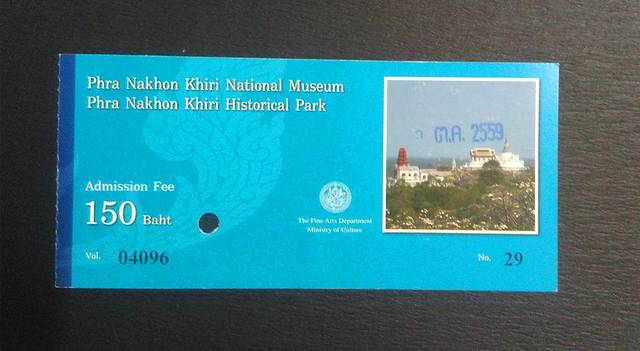 Phra Nakhon Khiri National Museum
Phra Nakhon Khiri Historical Park
ต.ค. 2559
Admission Fee
150 Baht
The Fine Arts Department
Ministry of Culture
Vol. 04096
No. 29